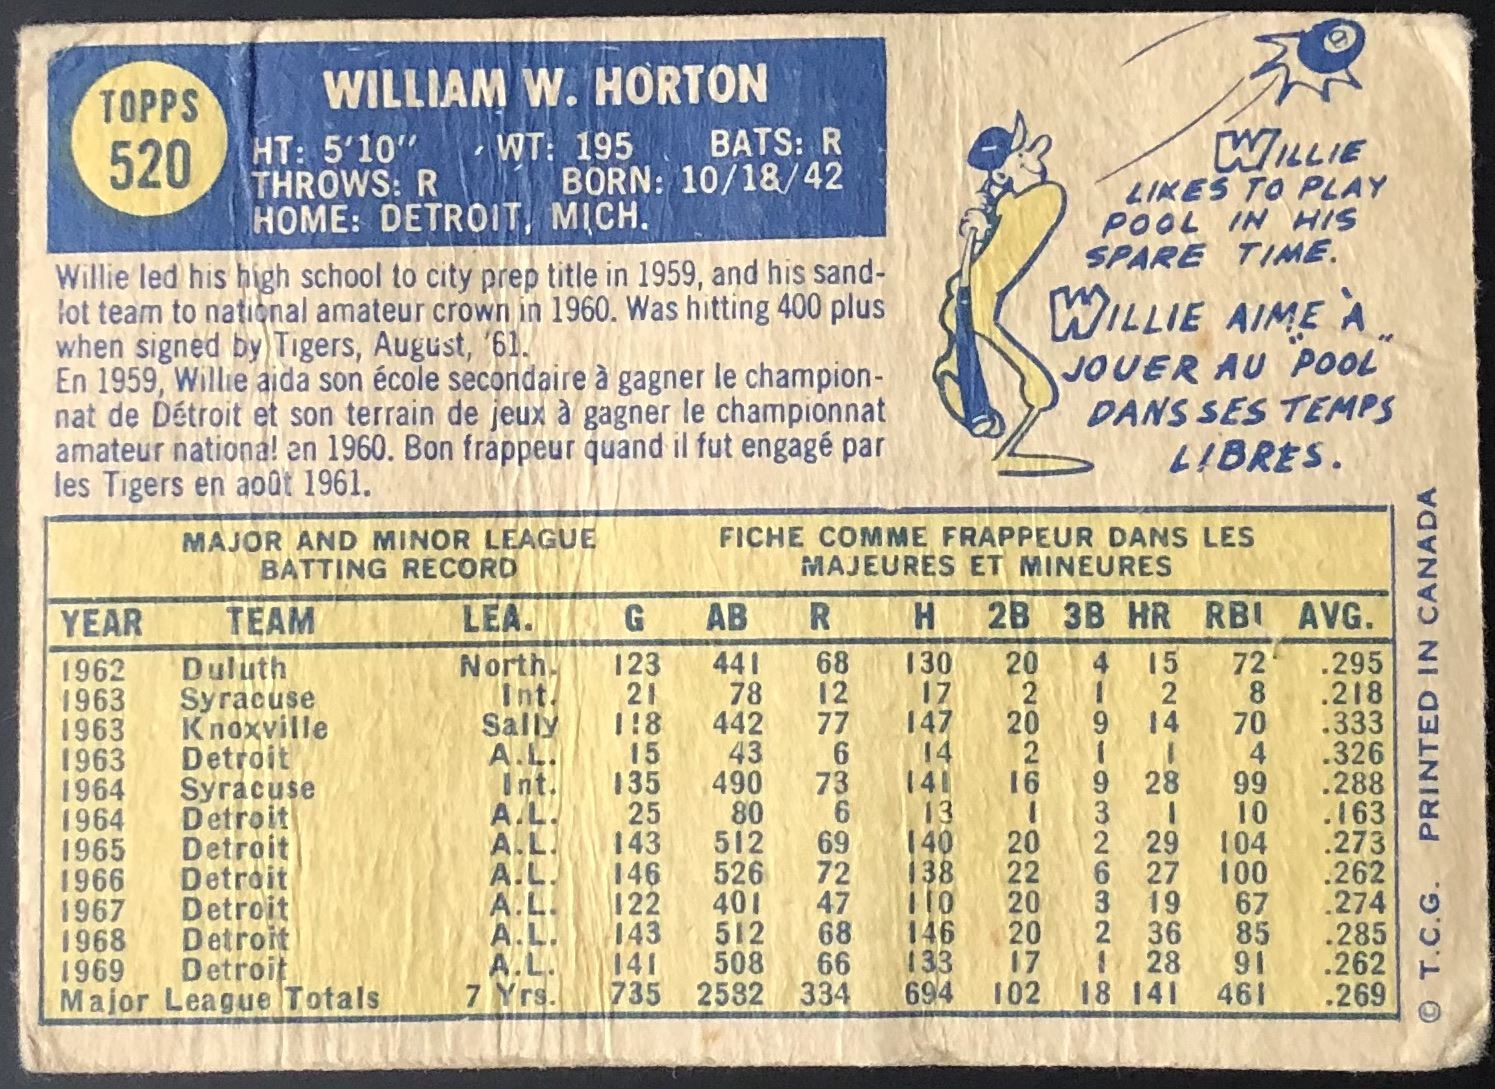 TOPPS
520
WILLIAM W. HORTON
HT: 5'10" WT: 195 BATS: R
THROWS: R BORN: 10/18/42
HOME: DETROIT, MICH.
Willie led his high school to city prep title in 1959, and his sand-
lot team to national amateur crown in 1960. Was hitting 400 plus
when signed by Tigers, August, '61.
En 1959, Willie aida son école secondaire à gagner le champion-
nat de Détroit et son terrain de jeux à gagner le championnat
amateur national en 1960. Bon frappeur quand il fut engagé par
les Tigers en août 1961.
8
WILLIE
LIKES TO PLAY
POOL IN HIS
SPARE TIME.
WILLIE AIME À
JOUER AU "POOL"
DANS SES TEMPS
LIBRES.
MAJOR AND MINOR LEAGUE
BATTING RECORD
FICHE COMME FRAPPEUR DANS LES
MAJEURES ET MINEURES
YEAR TEAM LEA. G AB R H 2B 3B HR RBI AVG.
1962 Duluth North. 123 441 68 130 20 4 15 72 .295
1963 Syracuse Int. 21 78 12 17 2 1 2 8 .218
1963 Knoxville Sally 118 442 77 147 20 9 14 70 .333
1963 Detroit A.L. 15 43 6 14 2 1 1 4 .326
1964 Syracuse Int. 135 490 73 141 16 9 28 99 .288
1964 Detroit A.L. 25 80 6 13 1 3 1 10 .163
1965 Detroit A.L. 143 512 69 140 20 2 29 104 .273
1966 Detroit A.L. 146 526 72 138 22 6 27 100 .262
1967 Detroit A.L. 122 401 47 110 20 3 19 67 .274
1968 Detroit A.L. 143 512 68 146 20 2 36 85 .285
1969 Detroit A.L. 141 508 66 133 17 1 28 91 .262
Major League Totals 7 Yrs. 735 2582 334 694 102 18 141 461 .269
© T.C.G. PRINTED IN CANADA